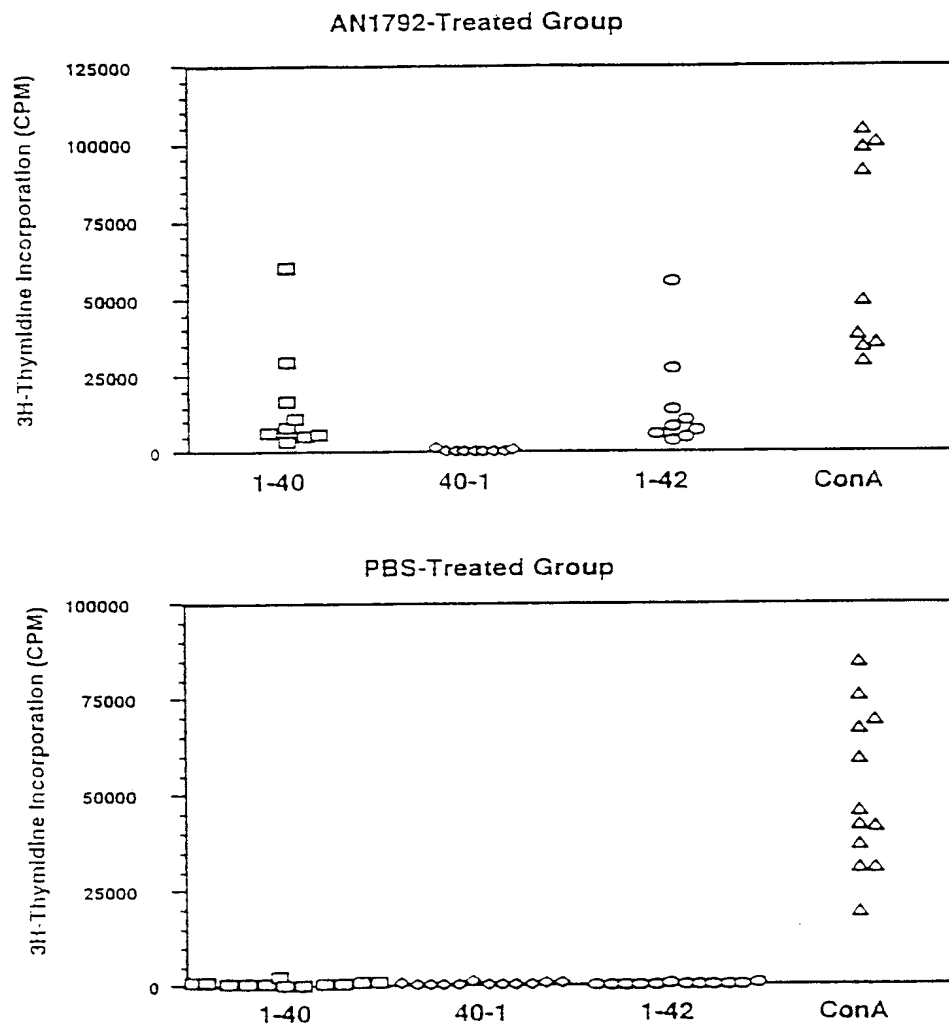 AN1792-Treated Group
3H-Thymidine Incorporation (CPM)
125000
100000
75000
50000
25000
0
1-40 40-1 1-42 ConA
PBS-Treated Group
3H-Thymidine Incorporation (CPM)
100000
75000
50000
25000
0
1-40 40-1 1-42 ConA